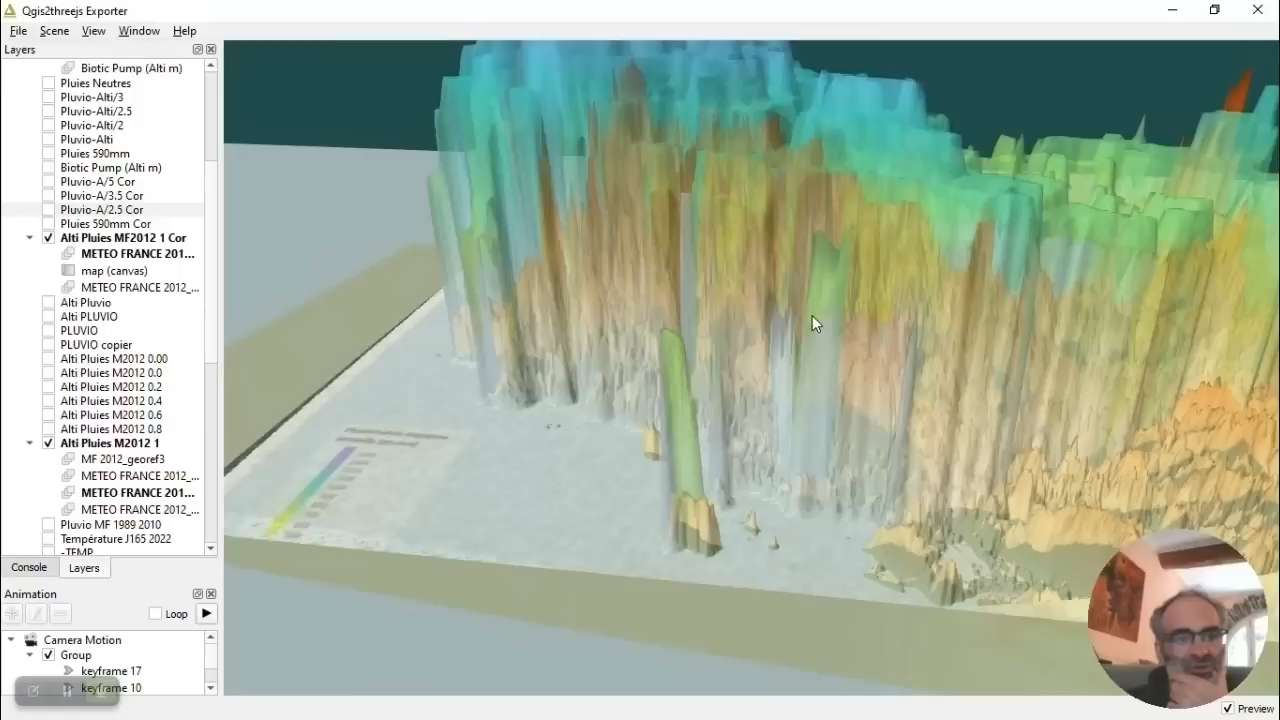 Qgis2threejs Exporter
File Scene View Window Help
Layers
Biotic Pump (Alti m)
Pluies Neutres
Pluvio-Alti/3
Pluvio-Alti/2.5
Pluvio-Alti/2
Pluvio-Alti
Pluies 590mm
Biotic Pump (Alti m)
Pluvio-A/5 Cor
Pluvio-A/3.5 Cor
Pluvio-A/2.5 Cor
Pluies 590mm Cor
Alti Pluies MF2012 1 Cor
METEO FRANCE 201...
map (canvas)
METEO FRANCE 2012_...
Alti Pluvio
Alti PLUVIO
PLUVIO
PLUVIO copier
Alti Pluies M2012 0.00
Alti Pluies M2012 0.0
Alti Pluies M2012 0.2
Alti Pluies M2012 0.4
Alti Pluies M2012 0.6
Alti Pluies M2012 0.8
Alti Pluies M2012 1
MF 2012_georef3
METEO FRANCE 2012_...
METEO FRANCE 201...
METEO FRANCE 2012_...
Pluvio MF 1989 2010
Température J165 2022
-TEMP
Console Layers
Animation
Loop
Camera Motion
Group
keyframe 17
keyframe 10
Preview